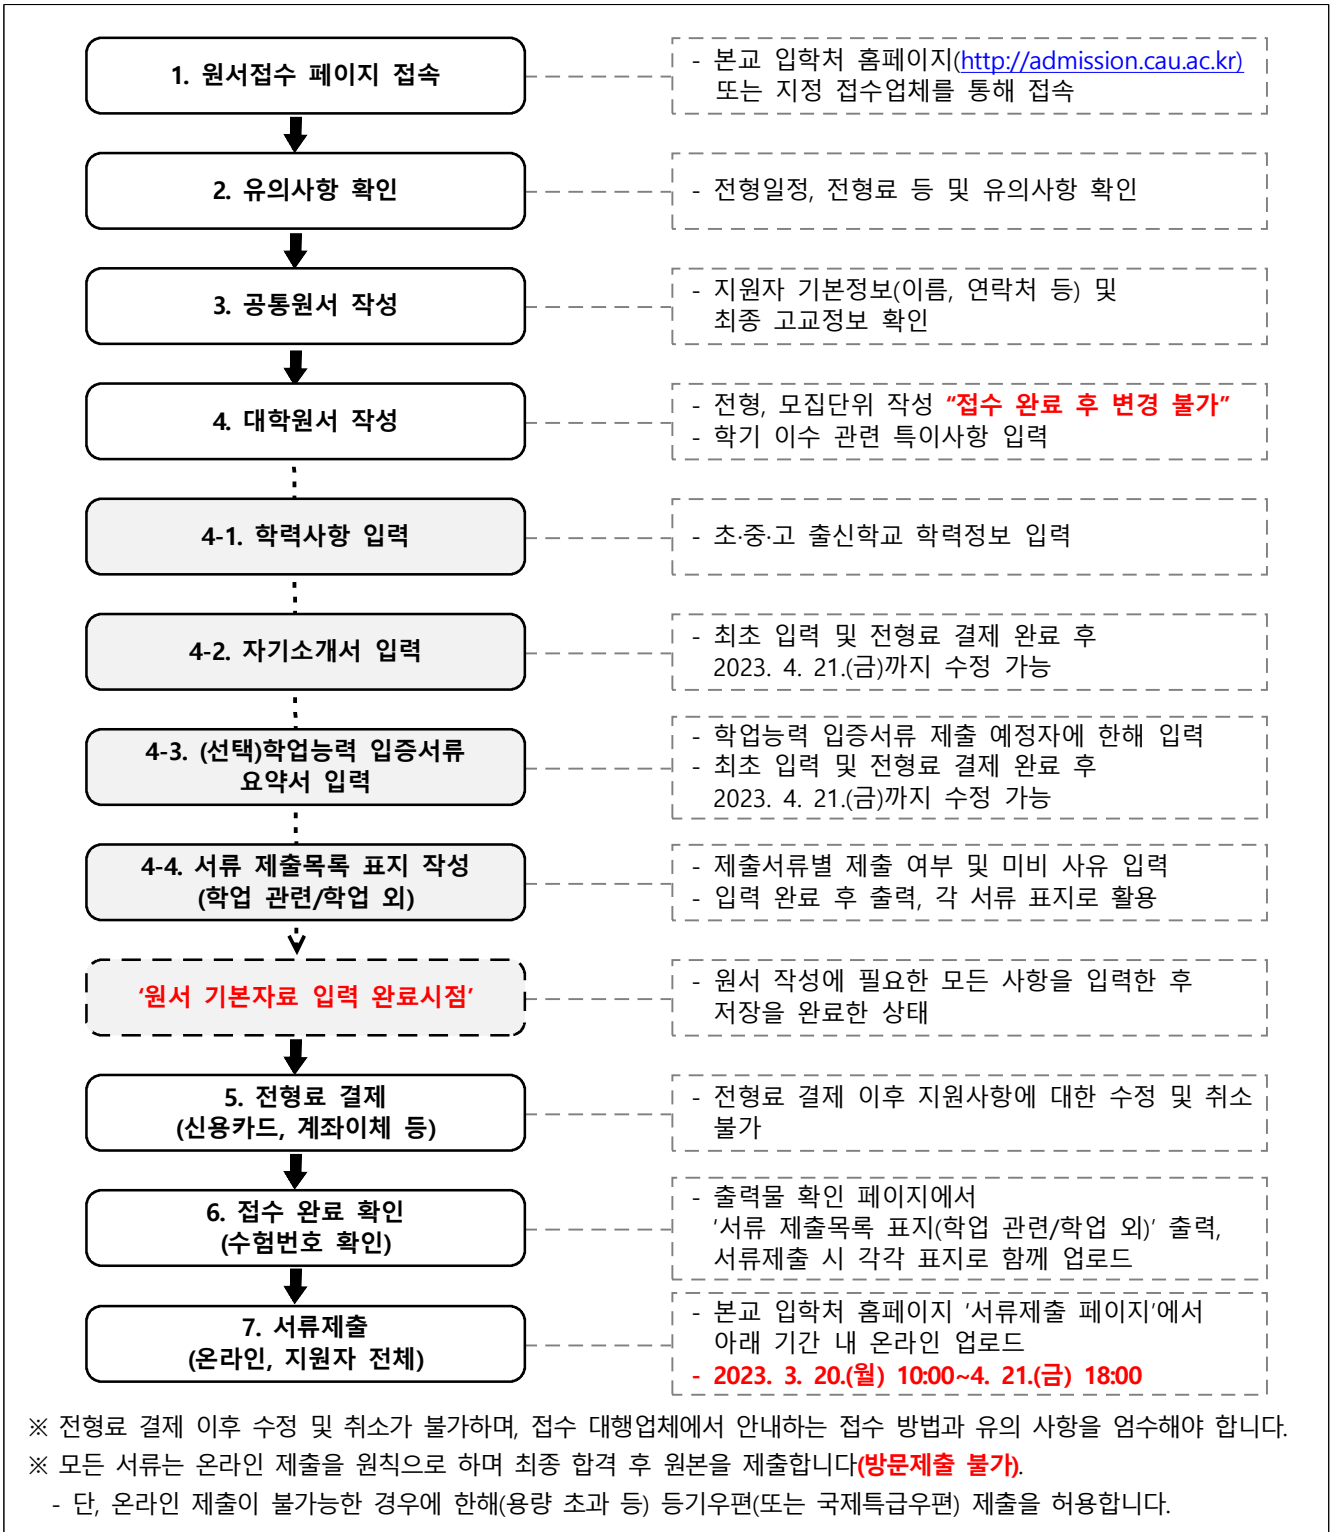 1. 원서접수 페이지 접속
- 본교 입학처 홈페이지(http://admission.cau.ac.kr)
또는 지정 접수업체를 통해 접속
2. 유의사항 확인
- 전형일정, 전형료 등 및 유의사항 확인
3. 공통원서 작성
- 지원자 기본정보(이름, 연락처 등) 및
최종 고교정보 확인
4. 대학원서 작성
- 전형, 모집단위 작성 “접수 완료 후 변경 불가”
- 학기 이수 관련 특이사항 입력
4-1. 학력사항 입력
- 초·중·고 출신학교 학력정보 입력
4-2. 자기소개서 입력
- 최초 입력 및 전형료 결제 완료 후
2023. 4. 21.(금)까지 수정 가능
4-3. (선택)학업능력 입증서류
요약서 입력
- 학업능력 입증서류 제출 예정자에 한해 입력
- 최초 입력 및 전형료 결제 완료 후
2023. 4. 21.(금)까지 수정 가능
4-4. 서류 제출목록 표지 작성
(학업 관련/학업 외)
- 제출서류별 제출 여부 및 미비 사유 입력
- 입력 완료 후 출력, 각 서류 표지로 활용
‘원서 기본자료 입력 완료시점’
- 원서 작성에 필요한 모든 사항을 입력한 후
저장을 완료한 상태
5. 전형료 결제
(신용카드, 계좌이체 등)
- 전형료 결제 이후 지원사항에 대한 수정 및 취소
불가
6. 접수 완료 확인
(수험번호 확인)
- 출력물 확인 페이지에서
'서류 제출목록 표지(학업 관련/학업 외)' 출력,
서류제출 시 각각 표지로 함께 업로드
7. 서류제출
(온라인, 지원자 전체)
- 본교 입학처 홈페이지 '서류제출 페이지'에서
아래 기간 내 온라인 업로드
- 2023. 3. 20.(월) 10:00~4. 21.(금) 18:00
※ 전형료 결제 이후 수정 및 취소가 불가하며, 접수 대행업체에서 안내하는 접수 방법과 유의 사항을 엄수해야 합니다.
※ 모든 서류는 온라인 제출을 원칙으로 하며 최종 합격 후 원본을 제출합니다(방문제출 불가).
- 단, 온라인 제출이 불가능한 경우에 한해(용량 초과 등) 등기우편(또는 국제특급우편) 제출을 허용합니다.